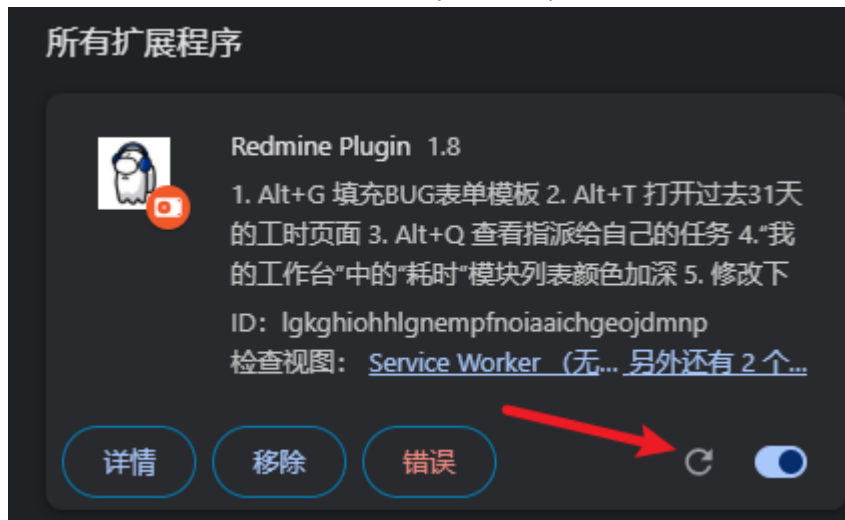 所有扩展程序
Redmine Plugin 1.8
1. Alt+G 填充BUG表单模板 2. Alt+T 打开过去31天
的工时页面 3. Alt+Q 查看指派给自己的任务 4.“我
的工作台”中的“耗时”模块列表颜色加深 5. 修改下
ID：lgkghiohhlgnempfnoiaaichgeojdmnp
检查视图： Service Worker （无... 另外还有 2 个...
详情 移除 错误